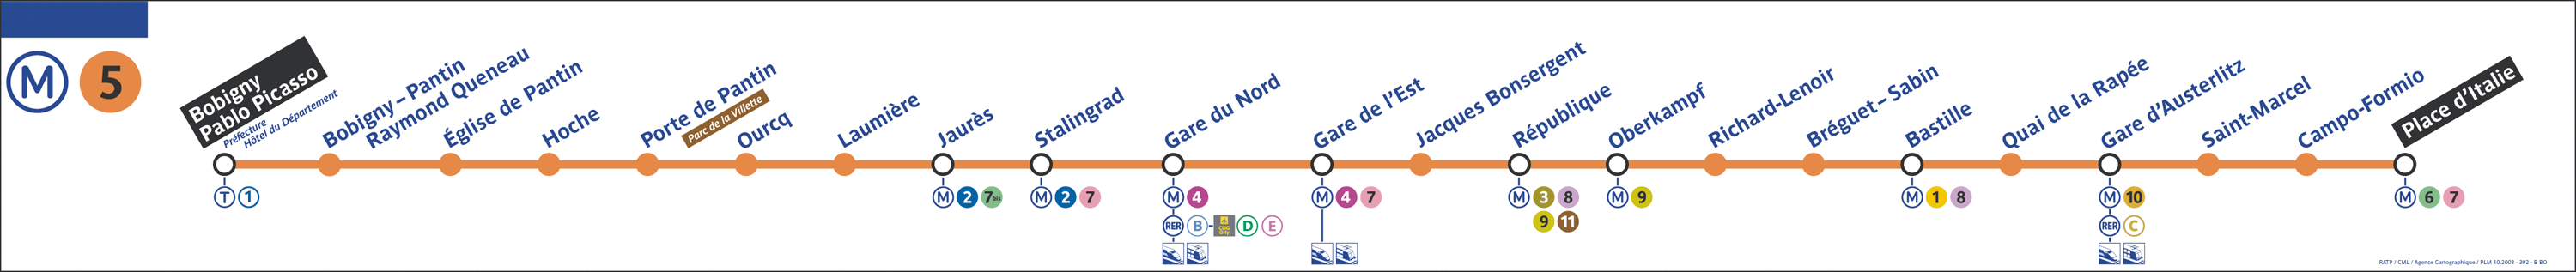 M 5
Bobigny
Pablo Picasso
Préfecture
Hôtel du Département
Bobigny – Pantin
Raymond Queneau
Église de Pantin
Hoche
Porte de Pantin
Parc de la Villette
Ourcq
Laumière
Jaurès
Stalingrad
Gare du Nord
Gare de l'Est
Jacques Bonsergent
République
Oberkampf
Richard-Lenoir
Bréguet – Sabin
Bastille
Quai de la Rapée
Gare d'Austerlitz
Saint-Marcel
Campo-Formio
Place d'Italie
T 1
M 2 7bis
M 2 7
M 4
RER B - CDG D E
M 4 7
M 3 8
9 11
M 9
M 1 8
M 10
RER C
M 6 7
RATP / CML / Agence Cartographique / PLM 10.2003 - 392 - B BO